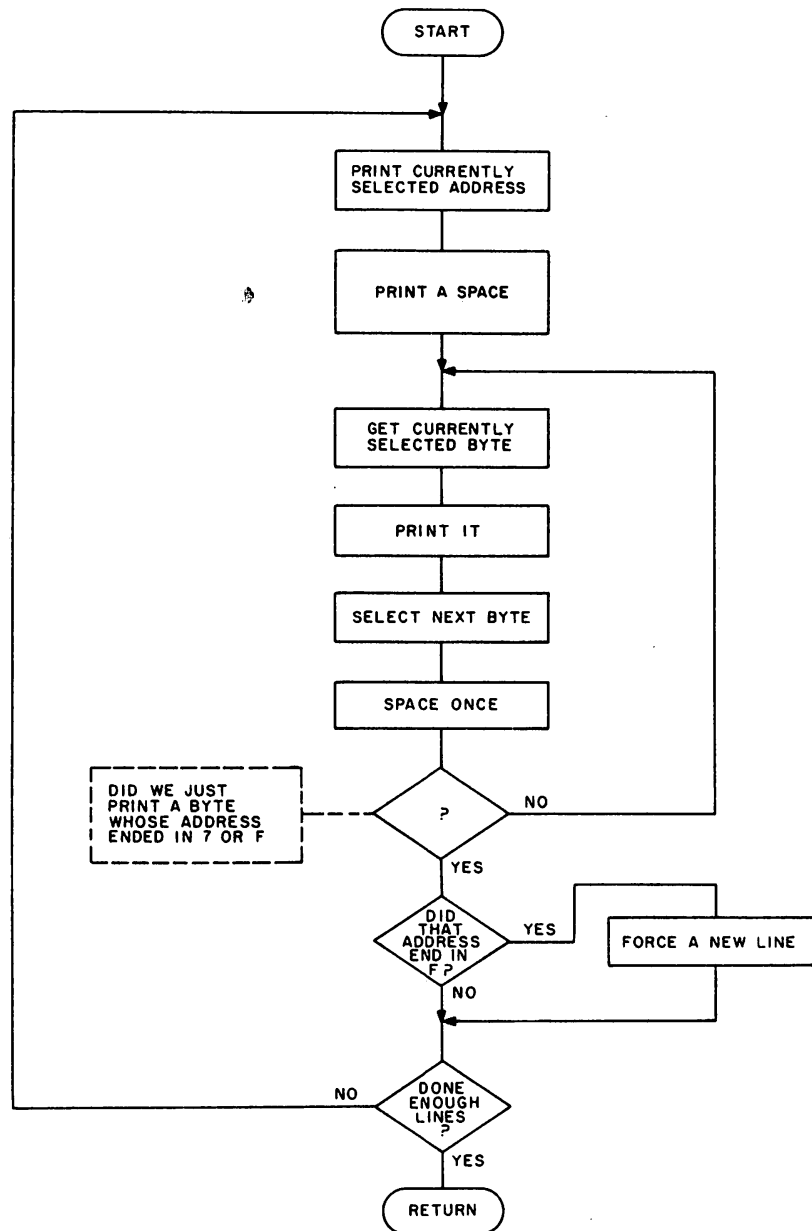 START
PRINT CURRENTLY
SELECTED ADDRESS
PRINT A SPACE
GET CURRENTLY
SELECTED BYTE
PRINT IT
SELECT NEXT BYTE
SPACE ONCE
DID WE JUST
PRINT A BYTE
WHOSE ADDRESS
ENDED IN 7 OR F
?
NO
YES
DID
THAT
ADDRESS
END IN
F?
YES
FORCE A NEW LINE
NO
DONE
ENOUGH
LINES
?
NO
YES
RETURN